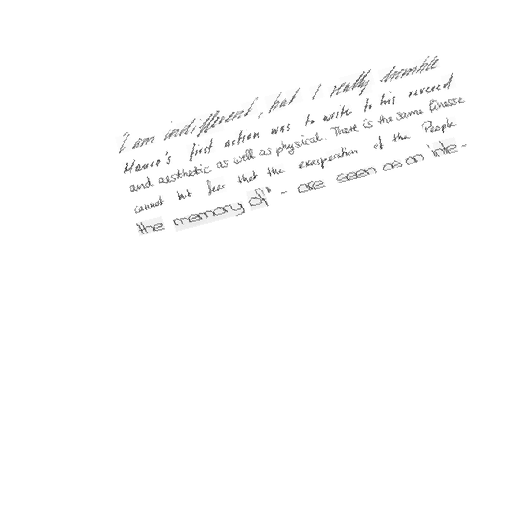 I am indifferent, but I really tremble
Mauro's first action was to write to his revered
and aesthetic as well as physical. There is the same finesse
cannot but fear that the exasperation of the People
the memory of - are seen as an inte-